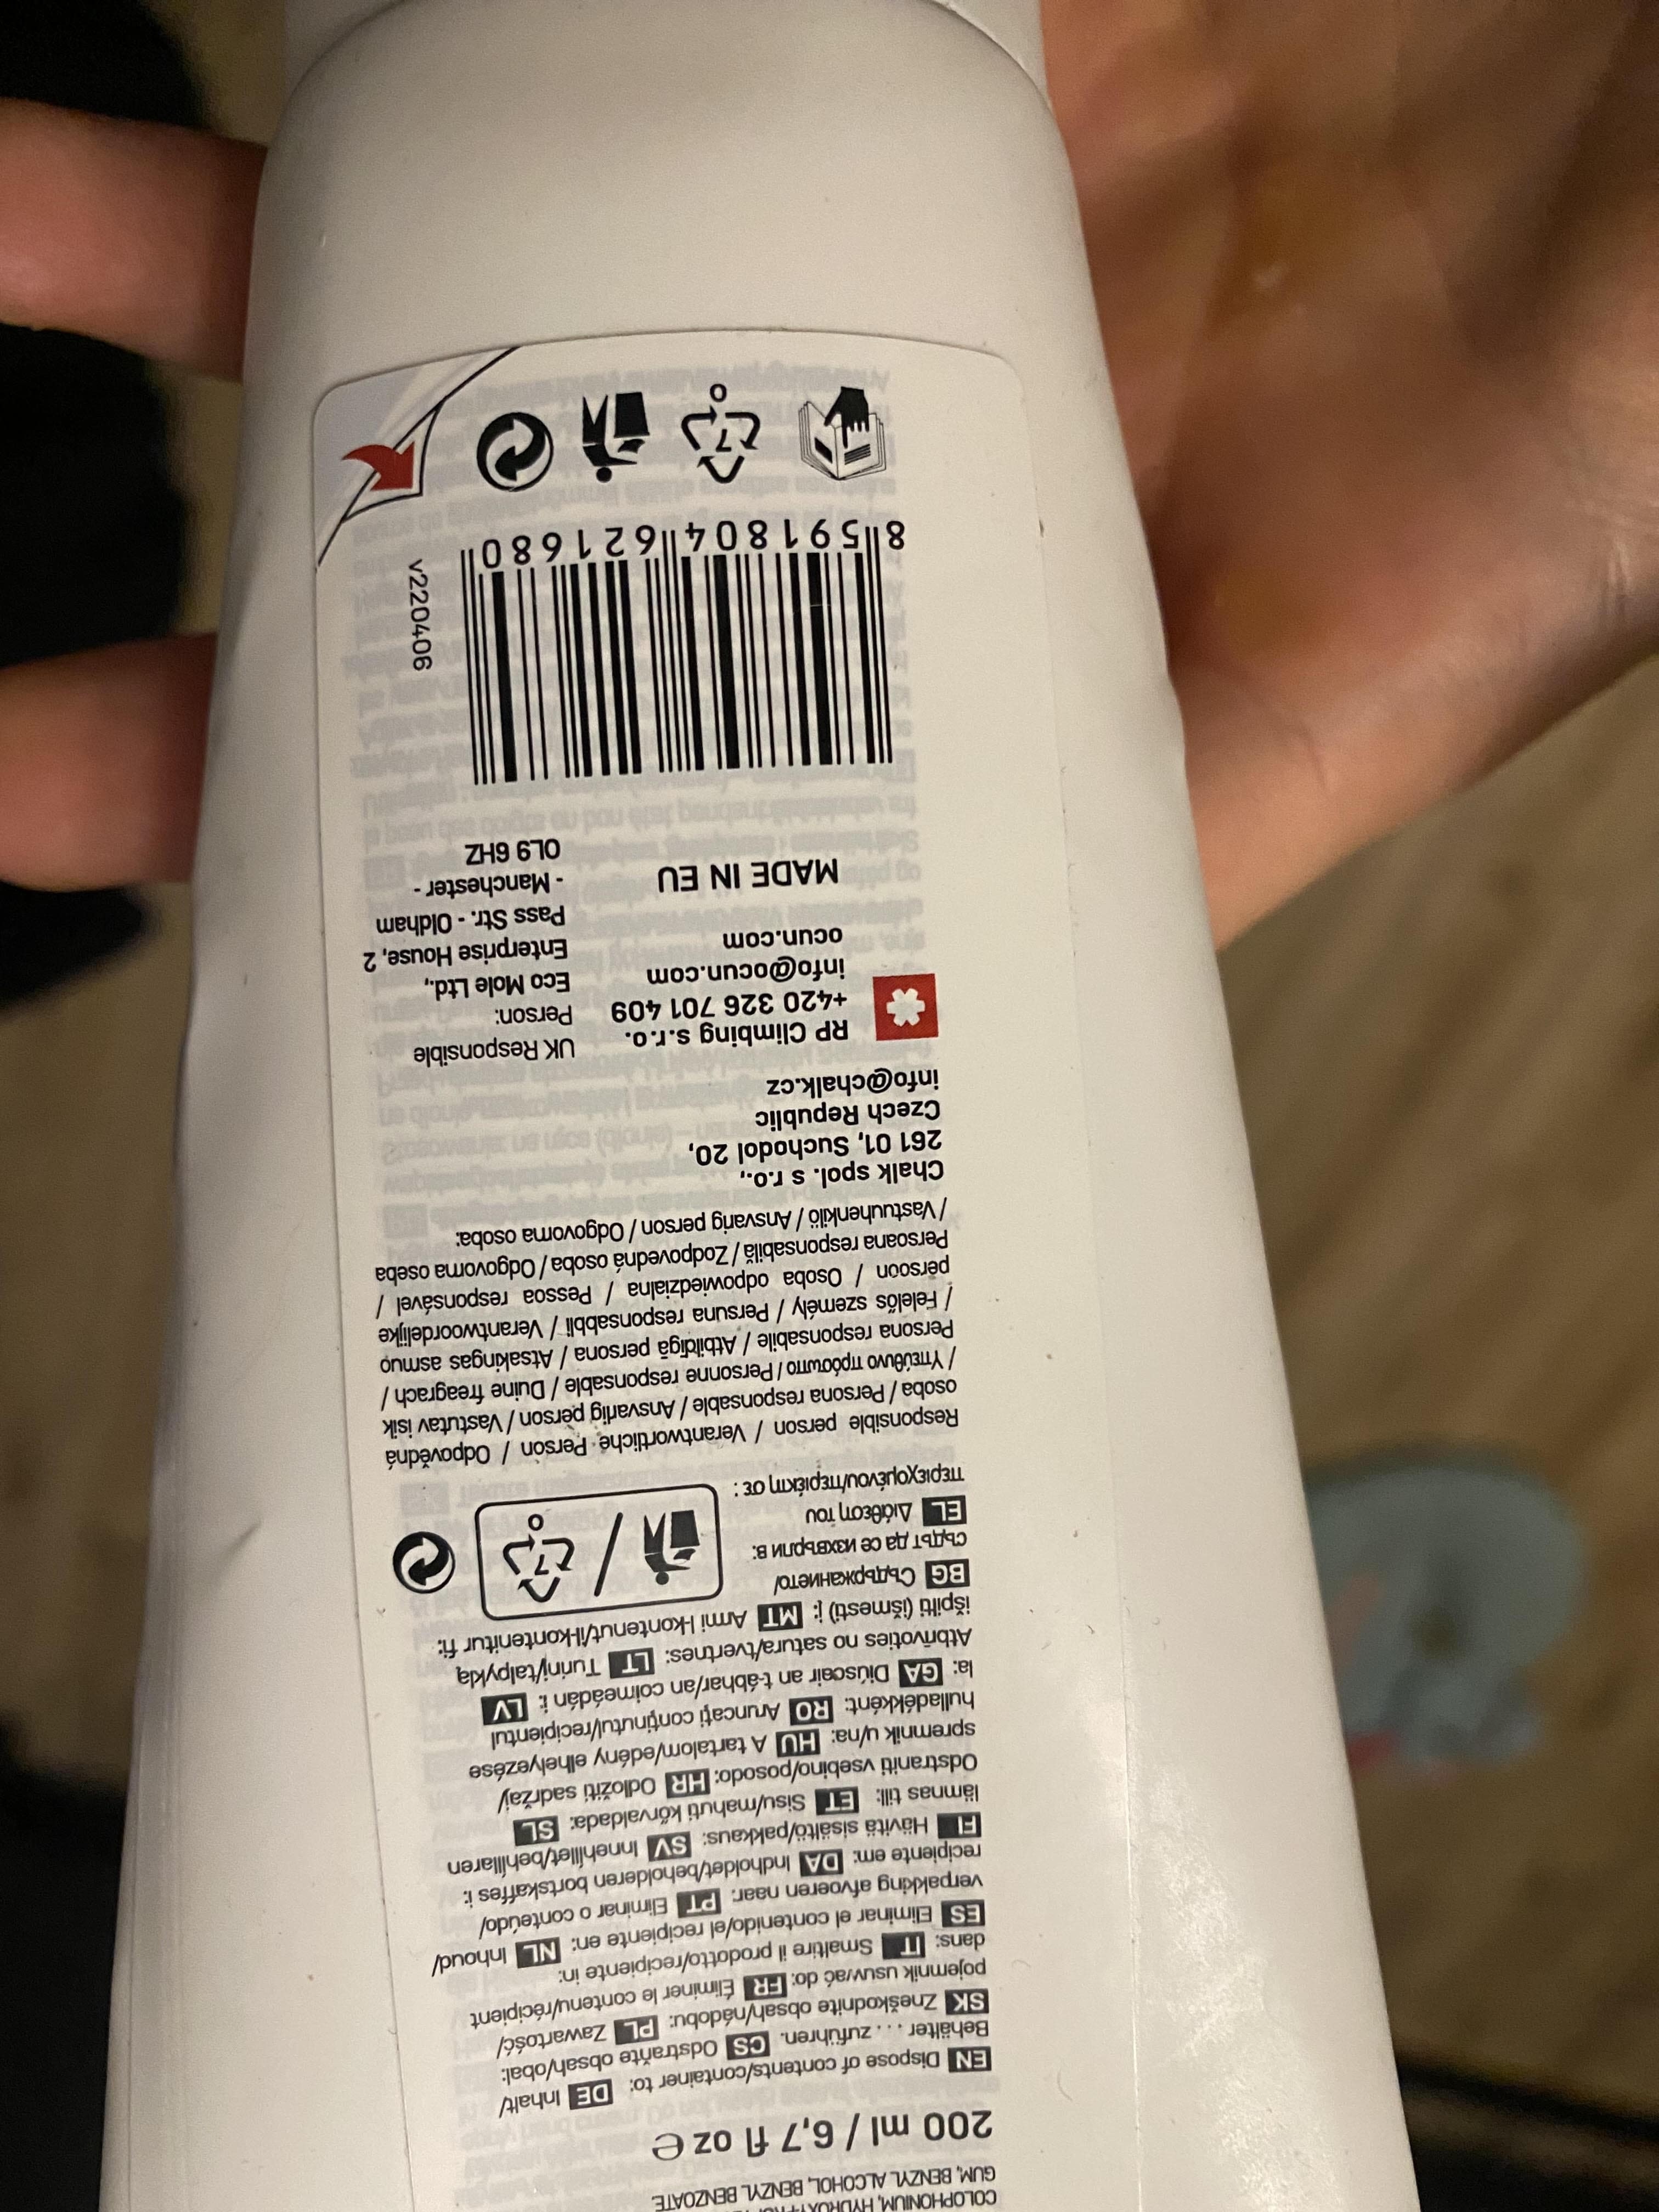 COLOPHONIUM,
GUM, BENZYL ALCOHOL, BENZYL BENZOATE
200 ml / 6,7 fl oz ℮
EN Dispose of contents/container to: DE Inhalt/
Behälter . . . zuführen. CS Odstraňte obsah/obal:
SK Zneškodnite obsah/nádobu: PL Zawartość/
pojemnik usuwać do: FR Éliminer le contenu/récipient
dans: IT Smaltire il prodotto/recipiente in:
ES Eliminar el contenido/el recipiente en: NL Inhoud/
verpakking afvoeren naar: PT Eliminar o conteúdo/
recipiente em: DA Indholdet/beholderen bortskaffes i:
FI Hävitä sisältö/pakkaus: SV Innehållet/behållaren
lämnas till: ET Sisu/mahuti kõrvaldada: SL
Odstraniti vsebino/posodo: HR Odložiti sadržaj/
spremnik u/na: HU A tartalom/edény elhelyezése
hulladékként: RO Aruncați conținutul/recipientul
la: GA Diúscair an t-ábhar/an coimeádán i: LV
Atbrīvoties no satura/tvertnes: LT Turinį/talpyklą
išpilti (išmesti) į: MT Armi l-kontenut/il-kontenitur fi:
BG Съдържанието/
съдът да се изхвърли в:
EL Διάθεση του
περιεχομένου/περιέκτη σε :
7
O
Responsible person / Verantwortliche Person / Odpovědná
osoba / Persona responsable / Ansvarlig person / Vastutav isik
/ Υπεύθυνο πρόσωπο / Personne responsable / Duine freagrach /
Persona responsabile / Atbildīgā persona / Atsakingas asmuo
/ Felelős személy / Persuna responsabbli / Verantwoordelijke
persoon / Osoba odpowiedzialna / Pessoa responsável /
Persoana responsabilă / Zodpovedná osoba / Odgovorna oseba
/ Vastuuhenkilö / Ansvarig person / Odgovorna osoba:
Chalk spol. s r.o.,
261 01, Suchodol 20,
Czech Republic
info@chalk.cz
RP Climbing s.r.o.
+420 326 701 409
info@ocun.com
ocun.com
MADE IN EU
UK Responsible
Person:
Eco Mole Ltd.,
Enterprise House, 2
Pass Str. - Oldham
- Manchester -
OL9 6HZ
v220406
8 591804 621680
7
O